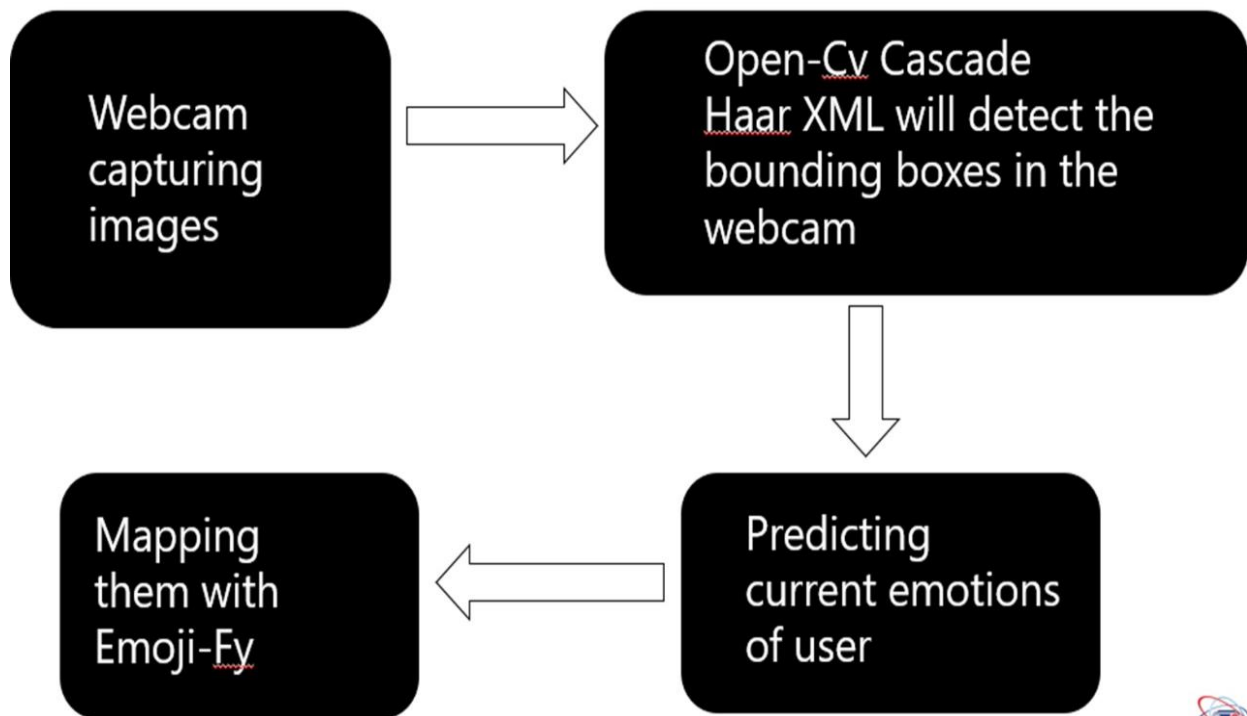 Webcam
capturing
images
Open-Cv Cascade
Haar XML will detect the
bounding boxes in the
webcam
Predicting
current emotions
of user
Mapping
them with
Emoji-Fy